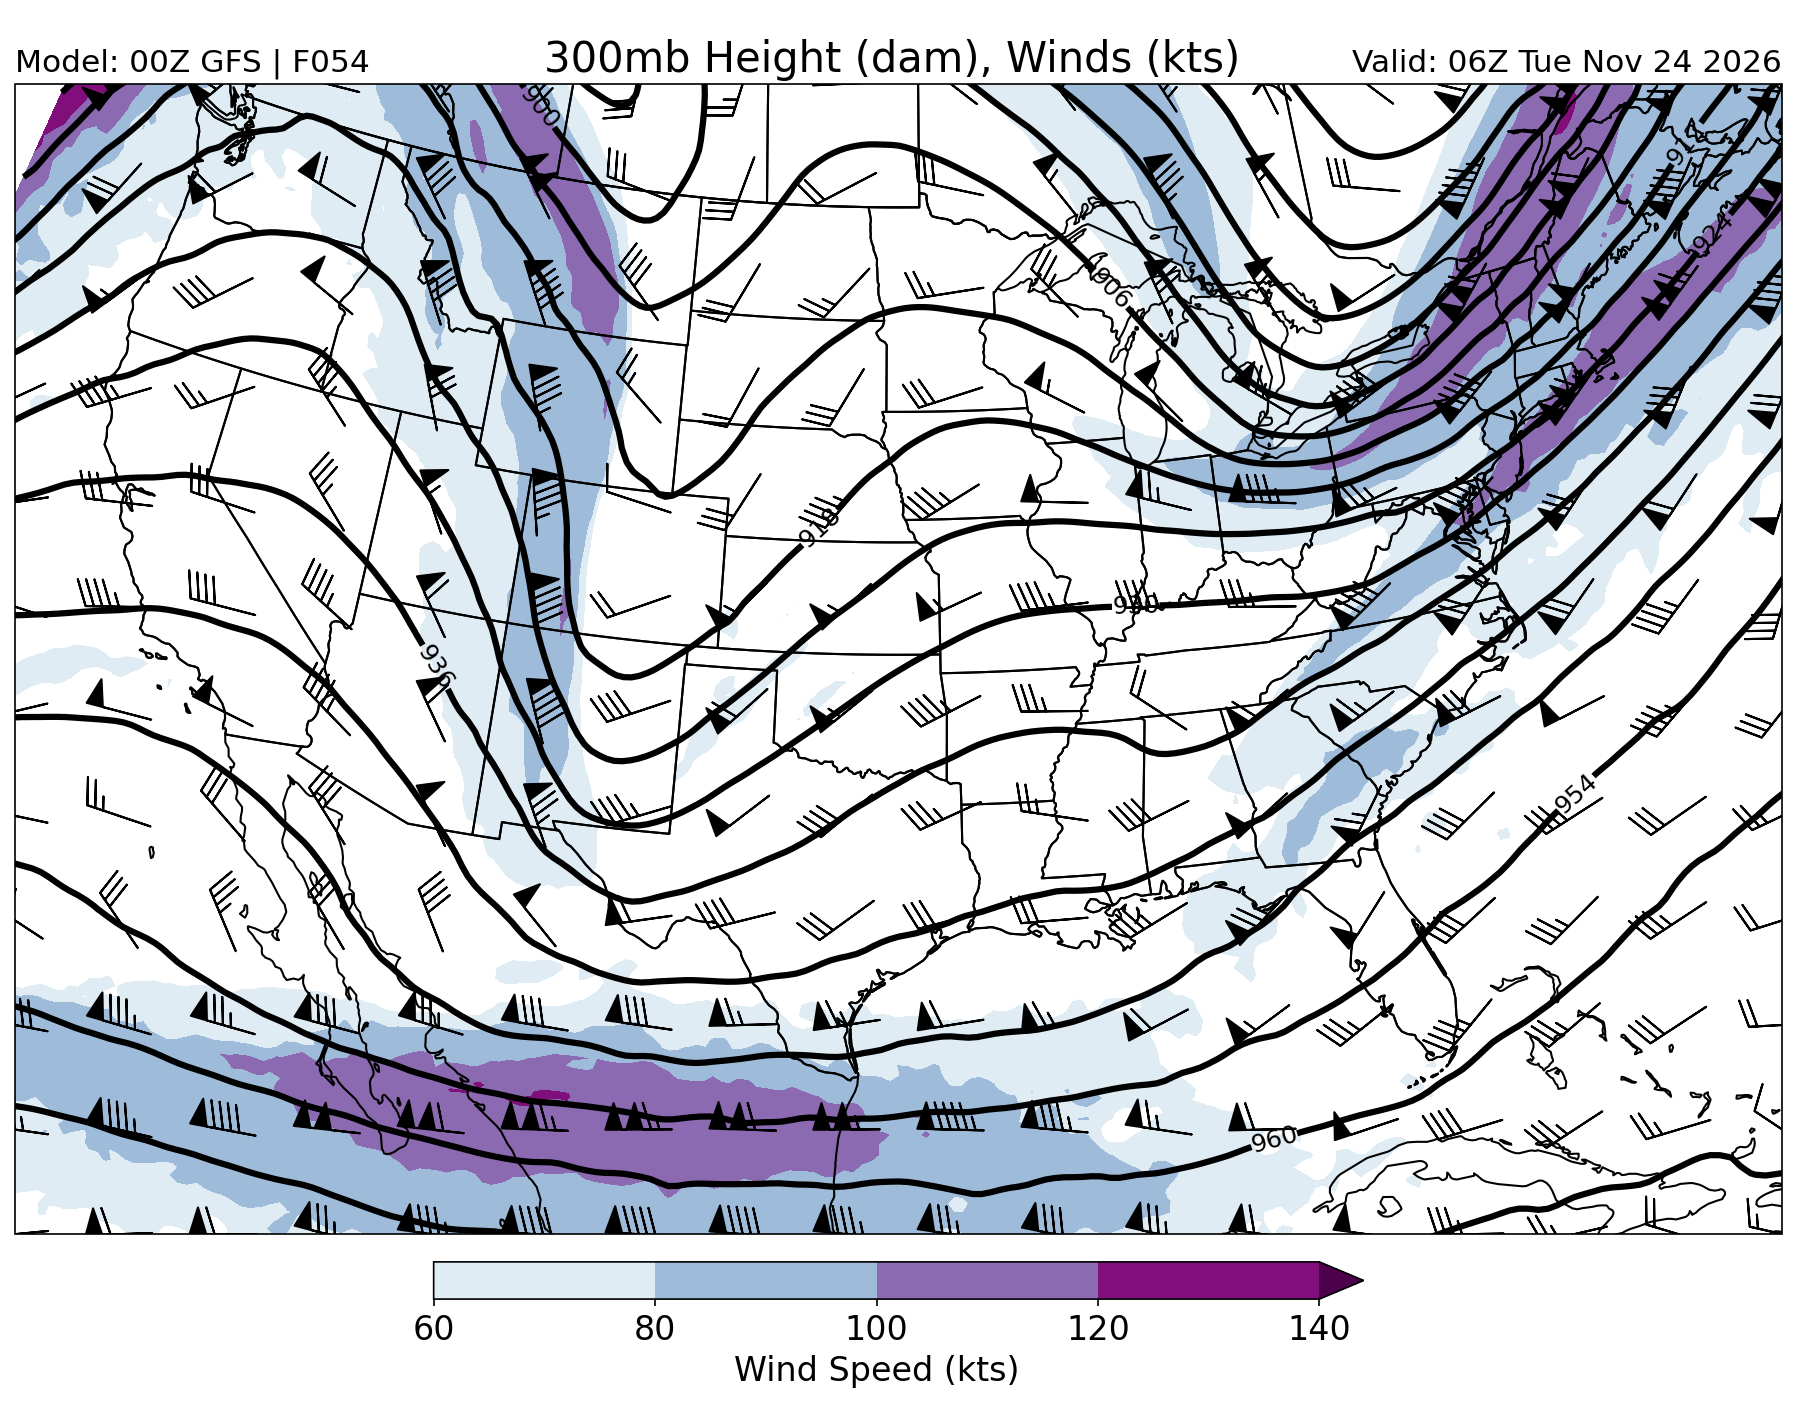 Model: 00Z GFS | F054
300mb Height (dam), Winds (kts)
Valid: 06Z Tue Nov 24 2026
900
924
906
918
930
936
954
960
60 80 100 120 140
Wind Speed (kts)